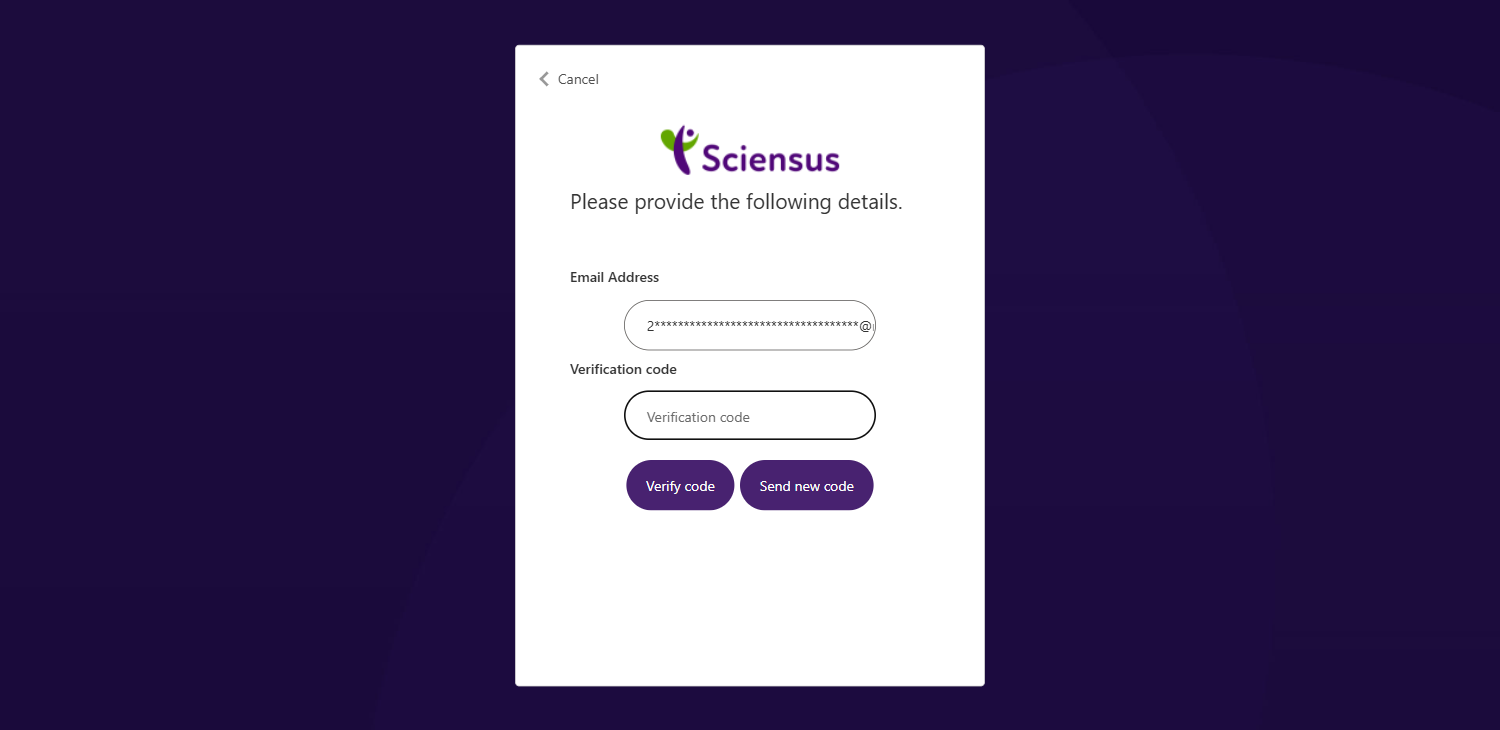 Cancel
Sciensus
Please provide the following details.
Email Address
2***********************************@
Verification code
Verification code
Verify code
Send new code